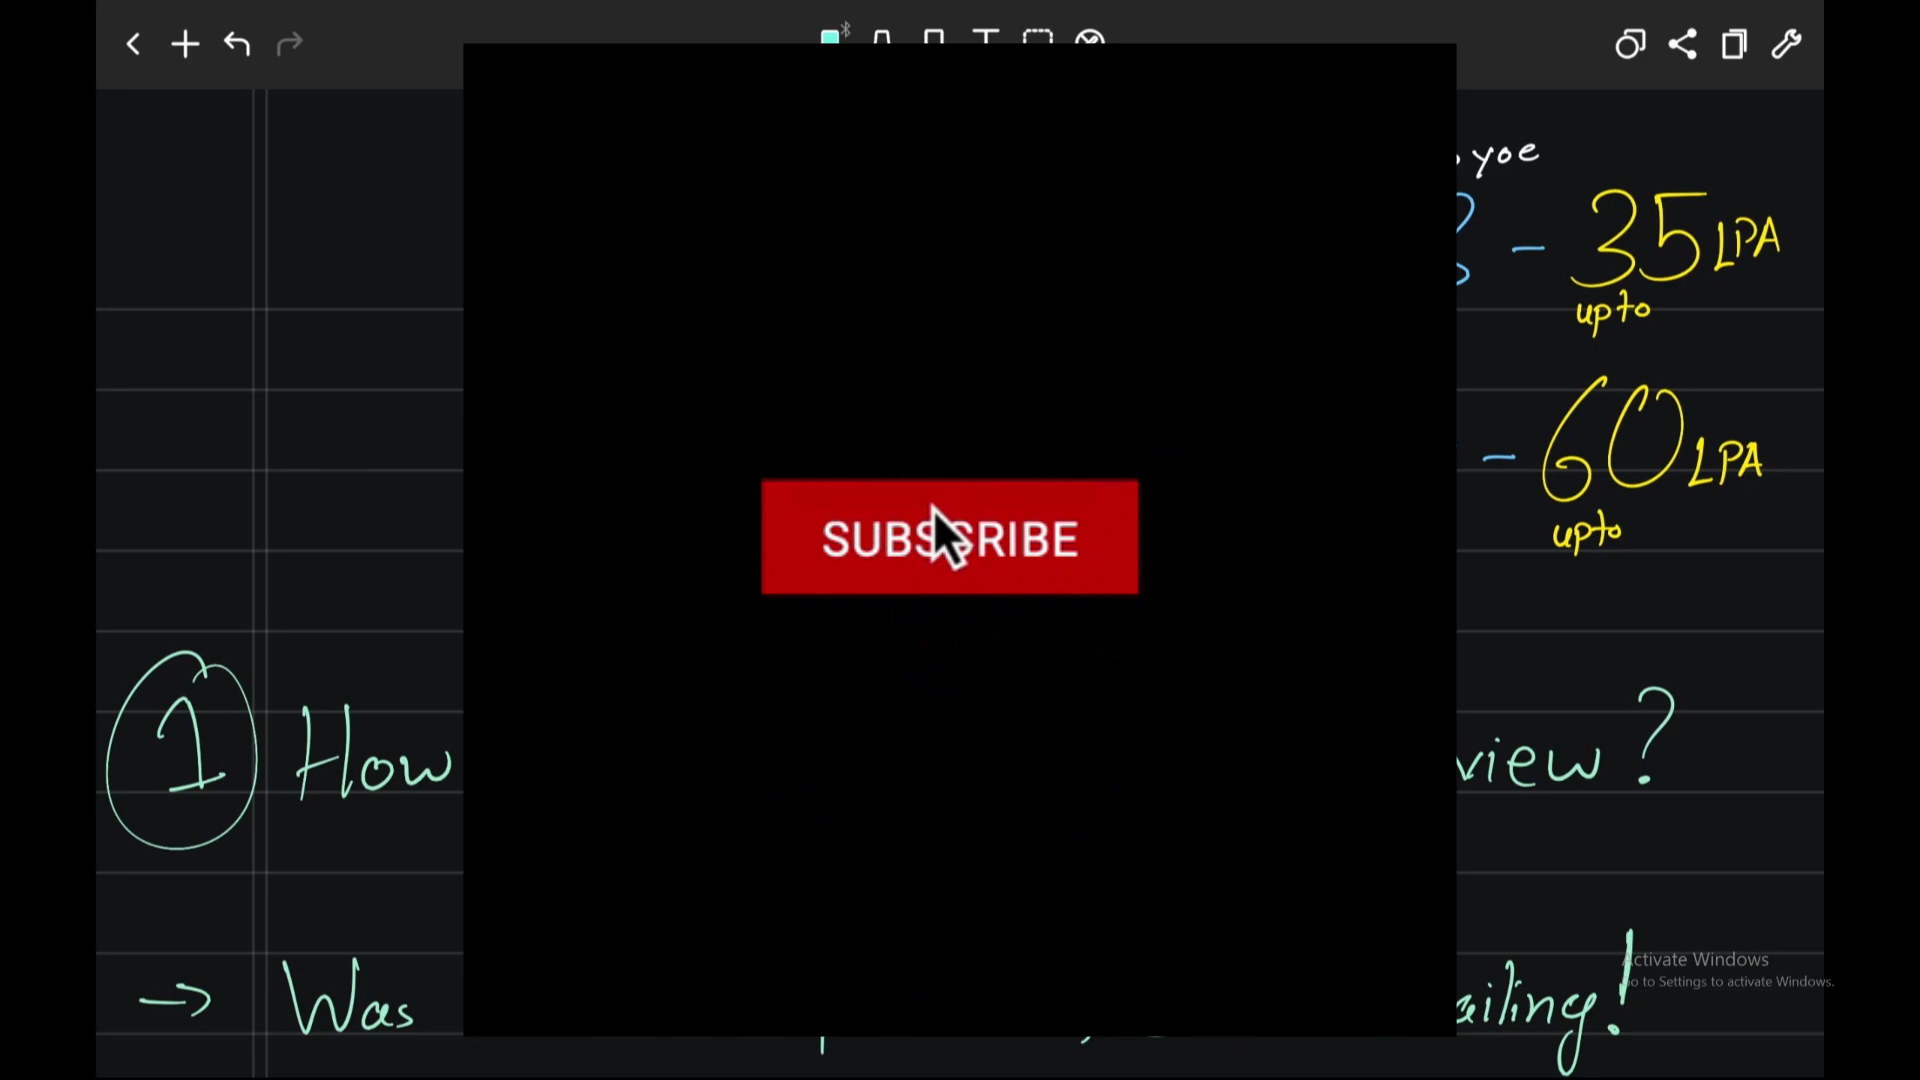 yoe
- 35 LPA
upto
- 60 LPA
upto
SUBSCRIBE
1 How view?
Activate Windows
Go to Settings to activate Windows.
→ Was ailing!